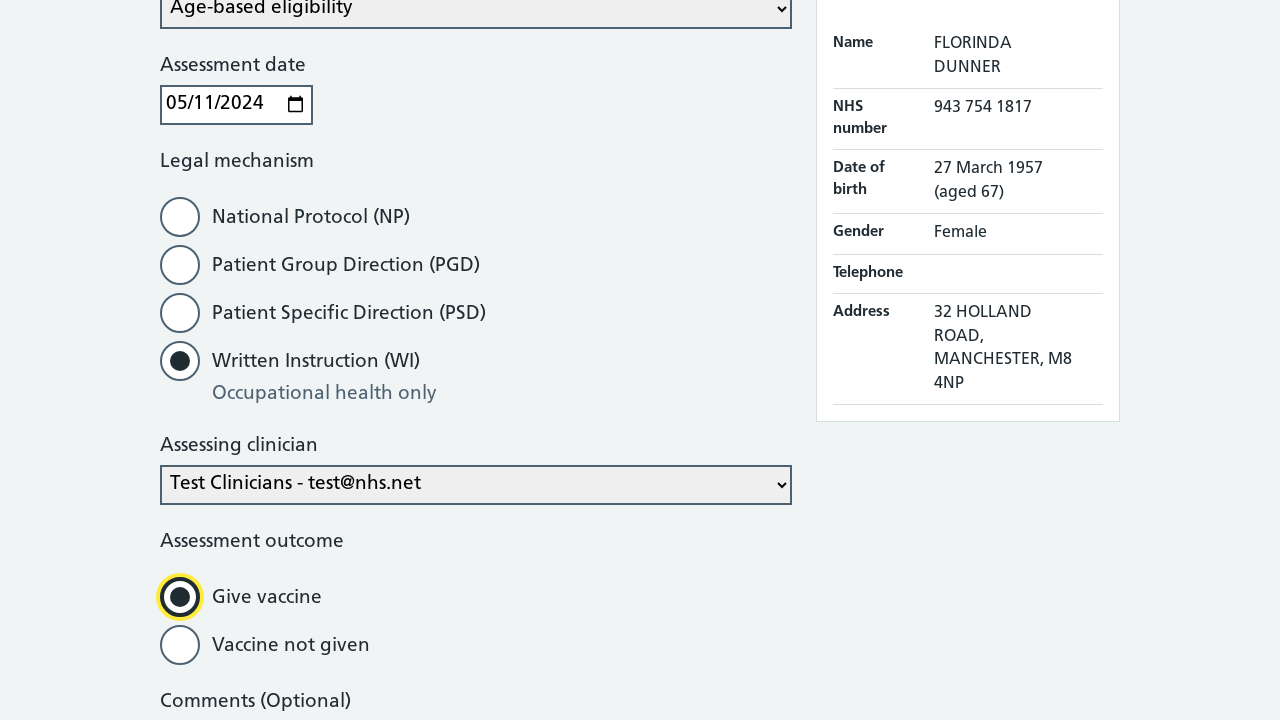 Age-based eligibility
Assessment date
05/11/2024
Legal mechanism
National Protocol (NP)
Patient Group Direction (PGD)
Patient Specific Direction (PSD)
Written Instruction (WI)
Occupational health only
Assessing clinician
Test Clinicians - test@nhs.net
Assessment outcome
Give vaccine
Vaccine not given
Comments (Optional)
Name FLORINDA
DUNNER
NHS 943 754 1817
number
Date of 27 March 1957
birth (aged 67)
Gender Female
Telephone
Address 32 HOLLAND
ROAD,
MANCHESTER, M8
4NP